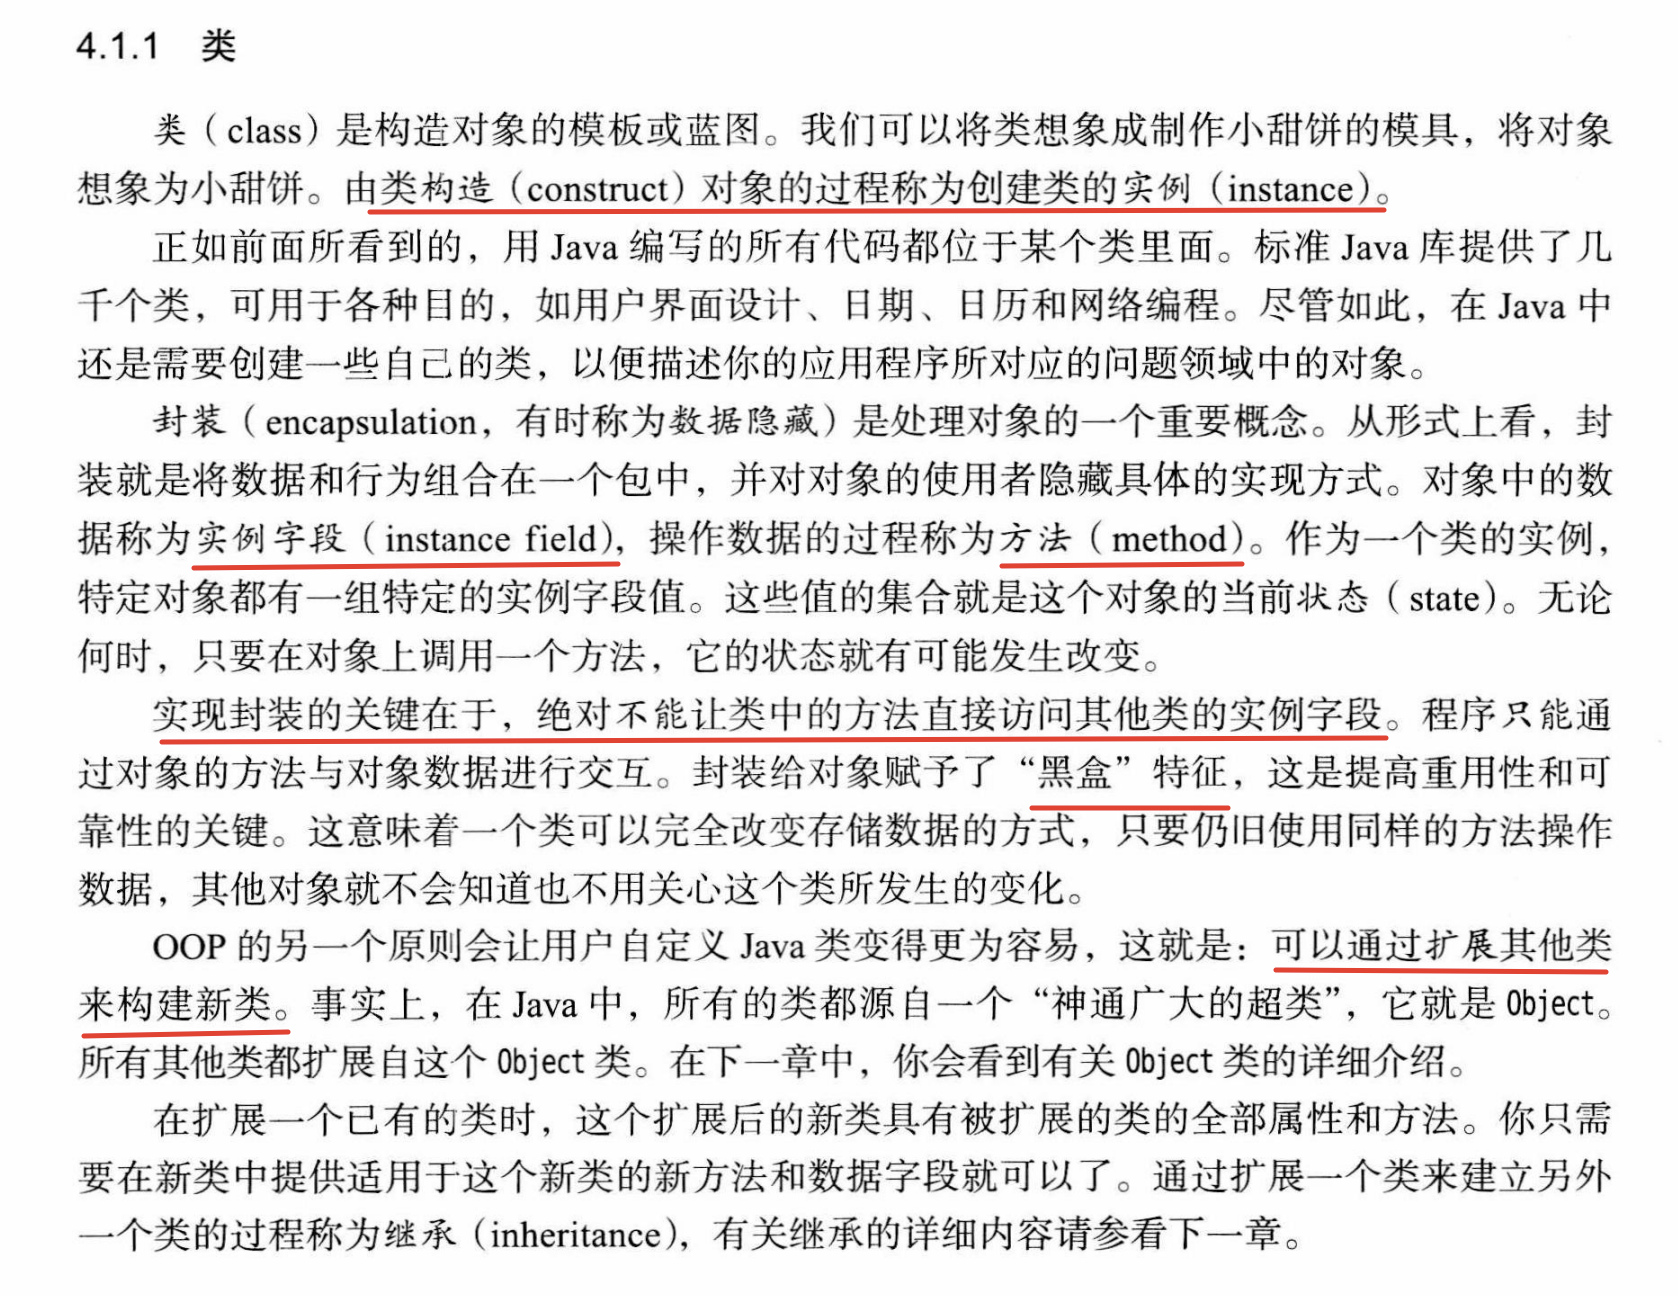 4.1.1 类
类（class）是构造对象的模板或蓝图。我们可以将类想象成制作小甜饼的模具，将对象
想象为小甜饼。由类构造（construct）对象的过程称为创建类的实例（instance）。
正如前面所看到的，用 Java 编写的所有代码都位于某个类里面。标准 Java 库提供了几
千个类，可用于各种目的，如用户界面设计、日期、日历和网络编程。尽管如此，在 Java 中
还是需要创建一些自己的类，以便描述你的应用程序所对应的问题领域中的对象。
封装（encapsulation，有时称为数据隐藏）是处理对象的一个重要概念。从形式上看，封
装就是将数据和行为组合在一个包中，并对对象的使用者隐藏具体的实现方式。对象中的数
据称为实例字段（instance field），操作数据的过程称为方法（method）。作为一个类的实例，
特定对象都有一组特定的实例字段值。这些值的集合就是这个对象的当前状态（state）。无论
何时，只要在对象上调用一个方法，它的状态就有可能发生改变。
实现封装的关键在于，绝对不能让类中的方法直接访问其他类的实例字段。程序只能通
过对象的方法与对象数据进行交互。封装给对象赋予了“黑盒”特征，这是提高重用性和可
靠性的关键。这意味着一个类可以完全改变存储数据的方式，只要仍旧使用同样的方法操作
数据，其他对象就不会知道也不用关心这个类所发生的变化。
OOP 的另一个原则会让用户自定义 Java 类变得更为容易，这就是：可以通过扩展其他类
来构建新类。事实上，在 Java 中，所有的类都源自一个“神通广大的超类”，它就是 Object。
所有其他类都扩展自这个 Object 类。在下一章中，你会看到有关 Object 类的详细介绍。
在扩展一个已有的类时，这个扩展后的新类具有被扩展的类的全部属性和方法。你只需
要在新类中提供适用于这个新类的新方法和数据字段就可以了。通过扩展一个类来建立另外
一个类的过程称为继承（inheritance），有关继承的详细内容请参看下一章。